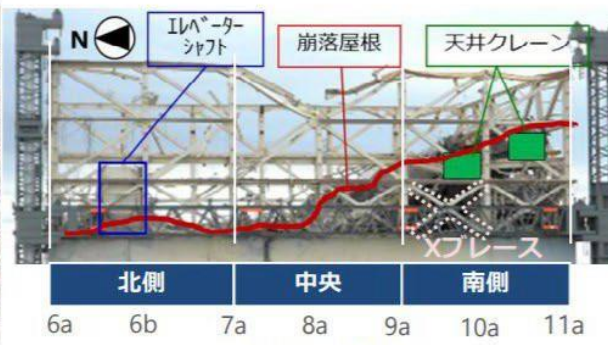 N
ｴﾚﾍﾞｰﾀｰ
ｼｬﾌﾄ
崩落屋根
天井クレーン
Xブレース
北側
中央
南側
6a 6b 7a 8a 9a 10a 11a